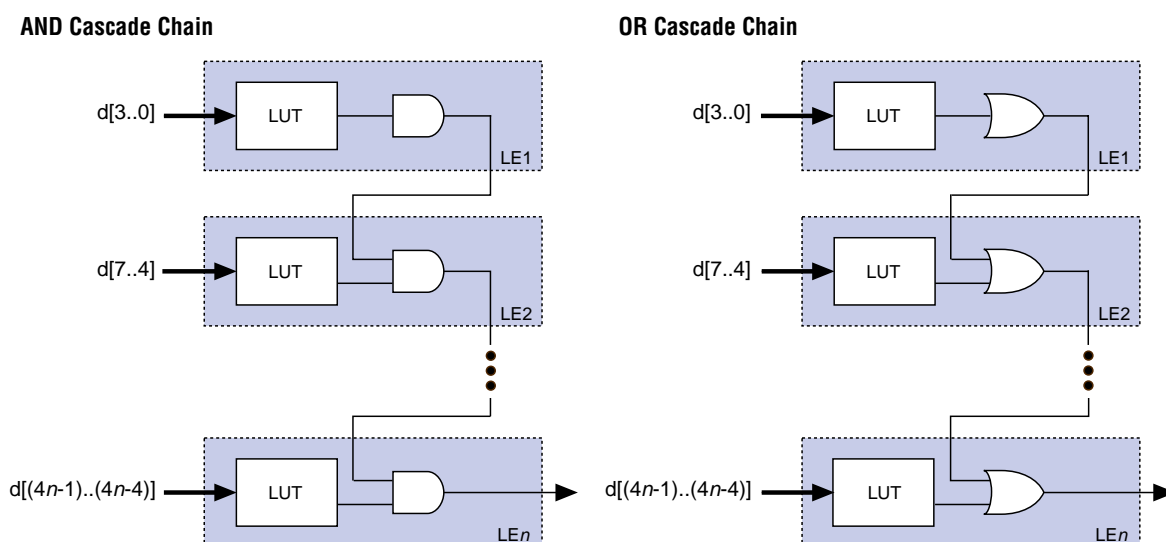 AND Cascade Chain
d[3..0]
LUT
LE1
d[7..4]
LUT
LE2
d[(4n-1)..(4n-4)]
LUT
LEn
OR Cascade Chain
d[3..0]
LUT
LE1
d[7..4]
LUT
LE2
d[(4n-1)..(4n-4)]
LUT
LEn